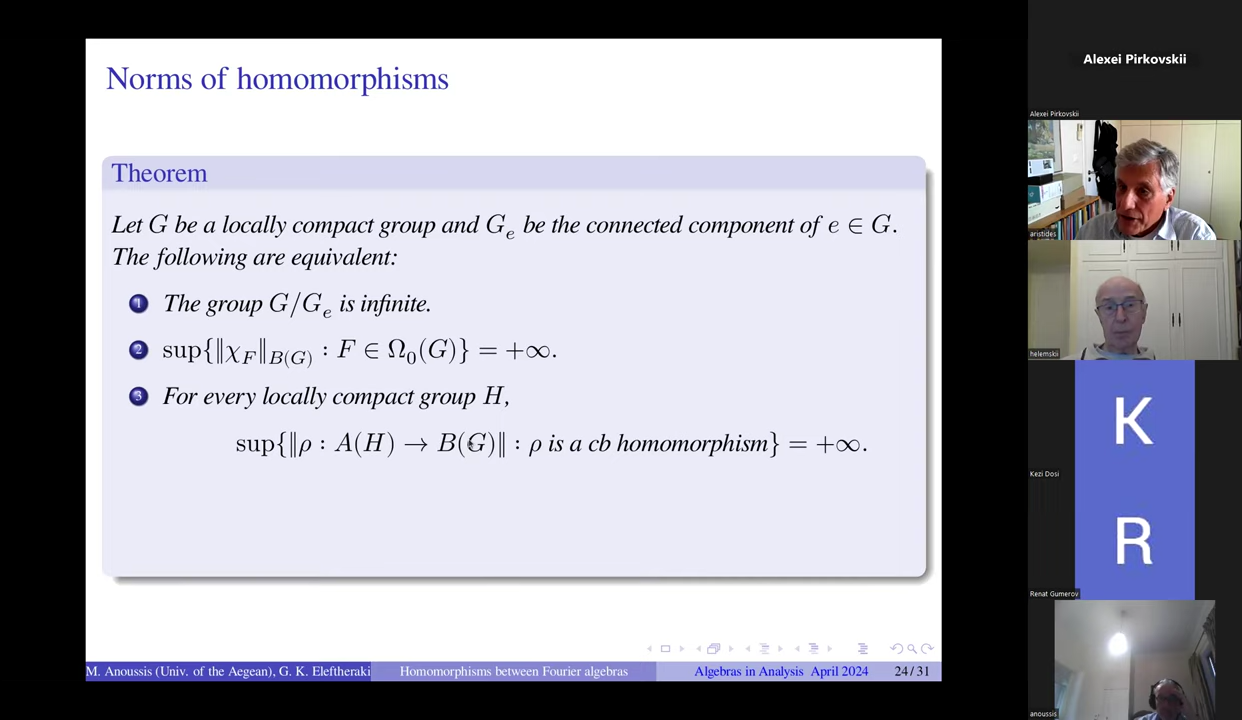 Norms of homomorphisms
Theorem
Let G be a locally compact group and G_e be the connected component of e ∈ G.
The following are equivalent:
1 The group G/G_e is infinite.
2 sup{‖χ_F‖_{B(G)} : F ∈ Ω_0(G)} = +∞.
3 For every locally compact group H,
sup{‖ρ : A(H) → B(G)‖ : ρ is a cb homomorphism} = +∞.
M. Anoussis (Univ. of the Aegean), G. K. Eleftheraki
Homomorphisms between Fourier algebras
Algebras in Analysis April 2024
24/31
Alexei Pirkovskii
Alexei Pirkovskii
aristides
helemskii
K
Kezi Dosi
R
Renat Gumerov
anoussis